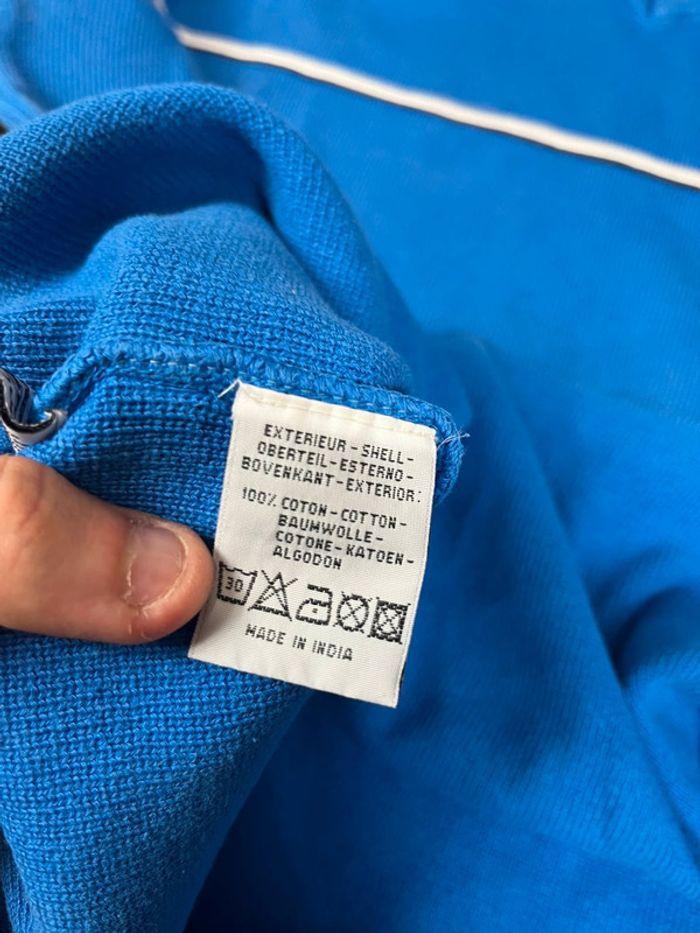 EXTERIEUR-SHELL-
OBERTEIL-ESTERNO-
BOVENKANT-EXTERIOR:
100% COTON-COTTON-
BAUMWOLLE-
COTONE-KATOEN-
ALGODON
30
MADE IN INDIA